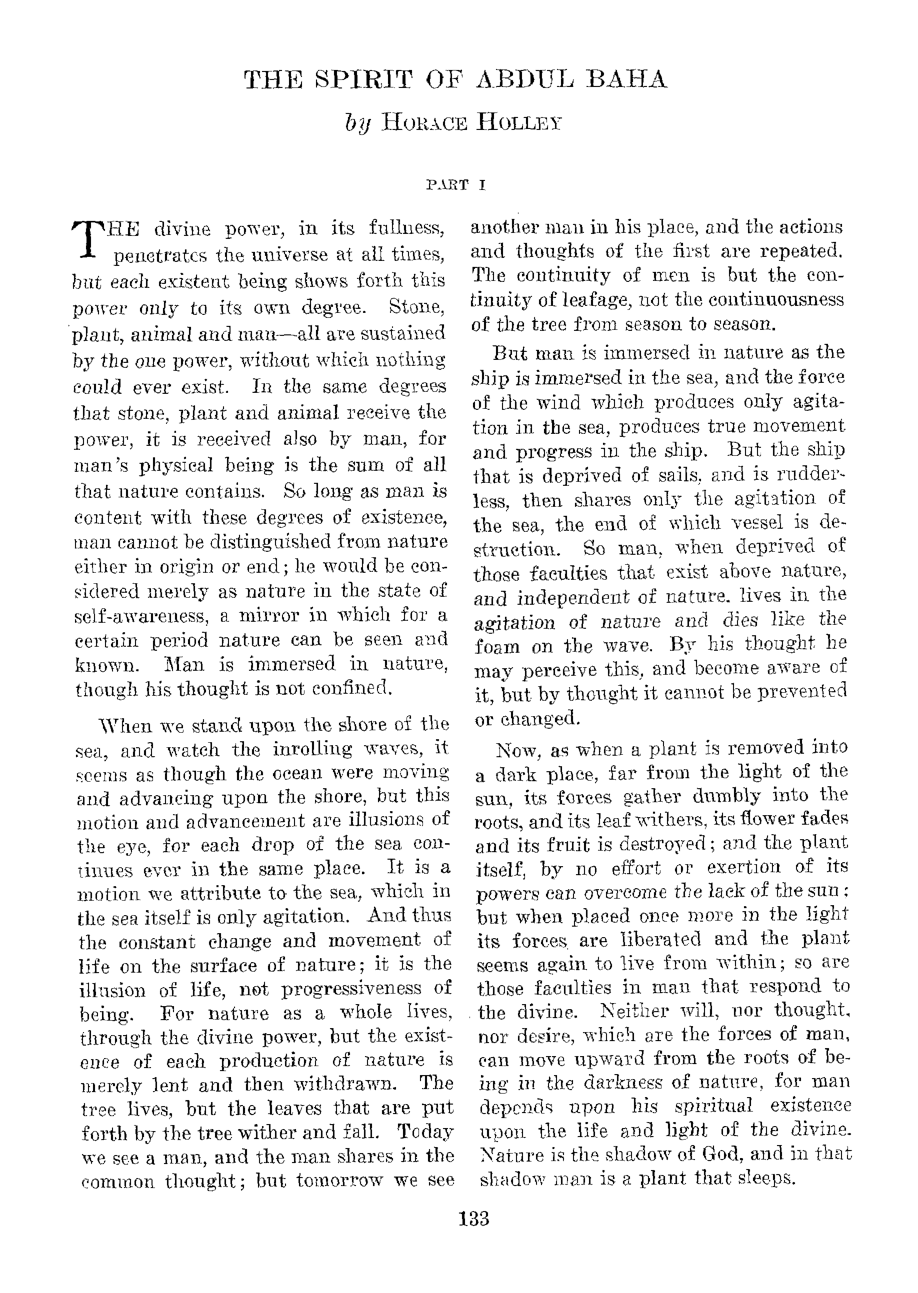 THE SPIRIT OF ABDUL BAHA
by HORACE HOLLEY
PART I
THE divine power, in its fullness,
penetrates the universe at all times,
but each existent being shows forth this
power only to its own degree. Stone,
plant, animal and man—all are sustained
by the one power, without which nothing
could ever exist. In the same degrees
that stone, plant and animal receive the
power, it is received also by man, for
man's physical being is the sum of all
that nature contains. So long as man is
content with these degrees of existence,
man cannot be distinguished from nature
either in origin or end; he would be con-
sidered merely as nature in the state of
self-awareness, a mirror in which for a
certain period nature can be seen and
known. Man is immersed in nature,
though his thought is not confined.
When we stand upon the shore of the
sea, and watch the inrolling waves, it
seems as though the ocean were moving
and advancing upon the shore, but this
motion and advancement are illusions of
the eye, for each drop of the sea con-
tinues ever in the same place. It is a
motion we attribute to the sea, which in
the sea itself is only agitation. And thus
the constant change and movement of
life on the surface of nature; it is the
illusion of life, not progressiveness of
being. For nature as a whole lives,
through the divine power, but the exist-
ence of each production of nature is
merely lent and then withdrawn. The
tree lives, but the leaves that are put
forth by the tree wither and fall. Today
we see a man, and the man shares in the
common thought; but tomorrow we see
another man in his place, and the actions
and thoughts of the first are repeated.
The continuity of men is but the con-
tinuity of leafage, not the continuousness
of the tree from season to season.
But man is immersed in nature as the
ship is immersed in the sea, and the force
of the wind which produces only agita-
tion in the sea, produces true movement
and progress in the ship. But the ship
that is deprived of sails, and is rudder-
less, then shares only the agitation of
the sea, the end of which vessel is de-
struction. So man, when deprived of
those faculties that exist above nature,
and independent of nature. lives in the
agitation of nature and dies like the
foam on the wave. By his thought he
may perceive this, and become aware of
it, but by thought it cannot be prevented
or changed.
Now, as when a plant is removed into
a dark place, far from the light of the
sun, its forces gather dumbly into the
roots, and its leaf withers, its flower fades
and its fruit is destroyed; and the plant
itself, by no effort or exertion of its
powers can overcome the lack of the sun;
but when placed once more in the light
its forces are liberated and the plant
seems again to live from within; so are
those faculties in man that respond to
the divine. Neither will, nor thought,
nor desire, which are the forces of man,
can move upward from the roots of be-
ing in the darkness of nature, for man
depends upon his spiritual existence
upon the life and light of the divine.
Nature is the shadow of God, and in that
shadow man is a plant that sleeps.
133